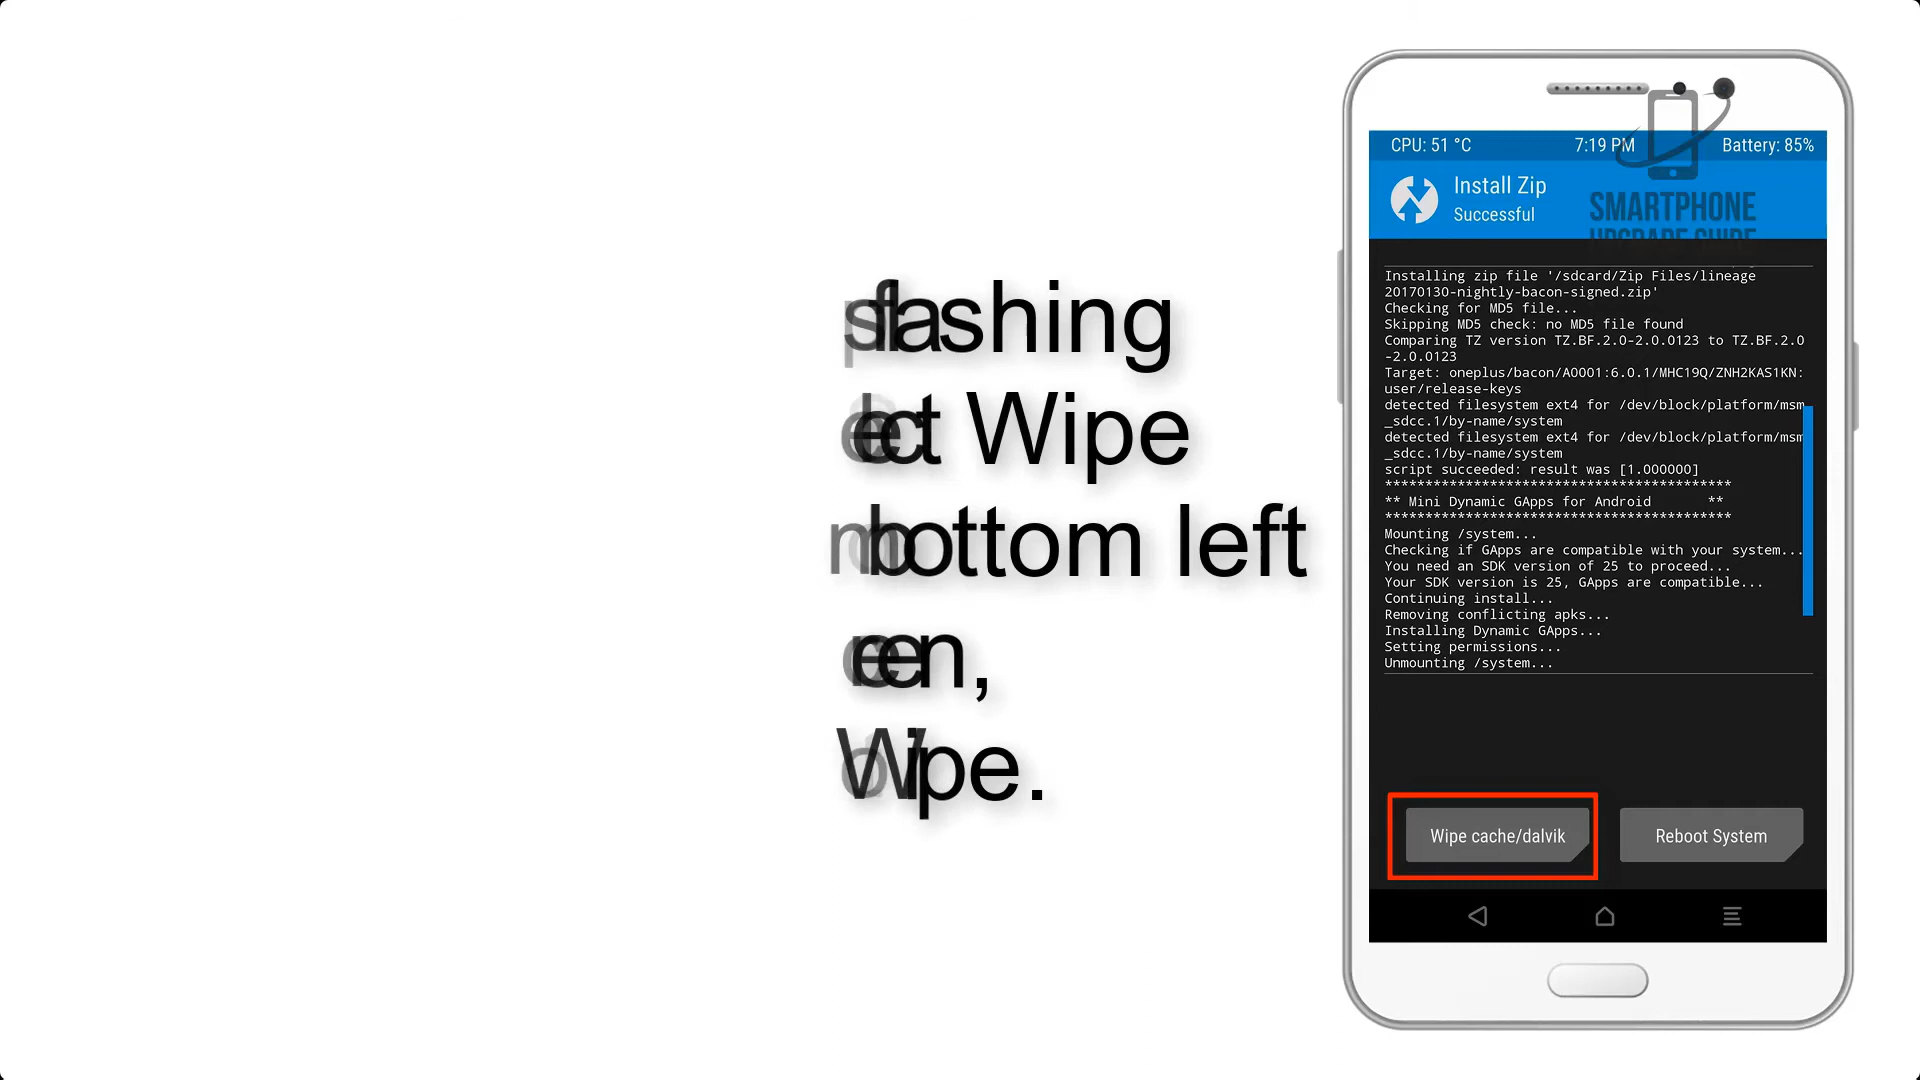 flashing
Wipe
bottom left
Wipe.
CPU: 51 °C 7:19 PM Battery: 85%
Install Zip
Successful
SMARTPHONE
UPGRADE GUIDE
Installing zip file '/sdcard/Zip Files/lineage
20170130-nightly-bacon-signed.zip'
Checking for MD5 file...
Skipping MD5 check: no MD5 file found
Comparing TZ version TZ.BF.2.0-2.0.0123 to TZ.BF.2.0
-2.0.0123
Target: oneplus/bacon/A0001:6.0.1/MHC19Q/ZNH2KAS1KN:
user/release-keys
detected filesystem ext4 for /dev/block/platform/msm
_sdcc.1/by-name/system
detected filesystem ext4 for /dev/block/platform/msm
_sdcc.1/by-name/system
script succeeded: result was [1.000000]
******************************************
** Mini Dynamic GApps for Android **
******************************************
Mounting /system...
Checking if GApps are compatible with your system...
You need an SDK version of 25 to proceed...
Your SDK version is 25, GApps are compatible...
Continuing install...
Removing conflicting apks...
Installing Dynamic GApps...
Setting permissions...
Unmounting /system...
Wipe cache/dalvik
Reboot System